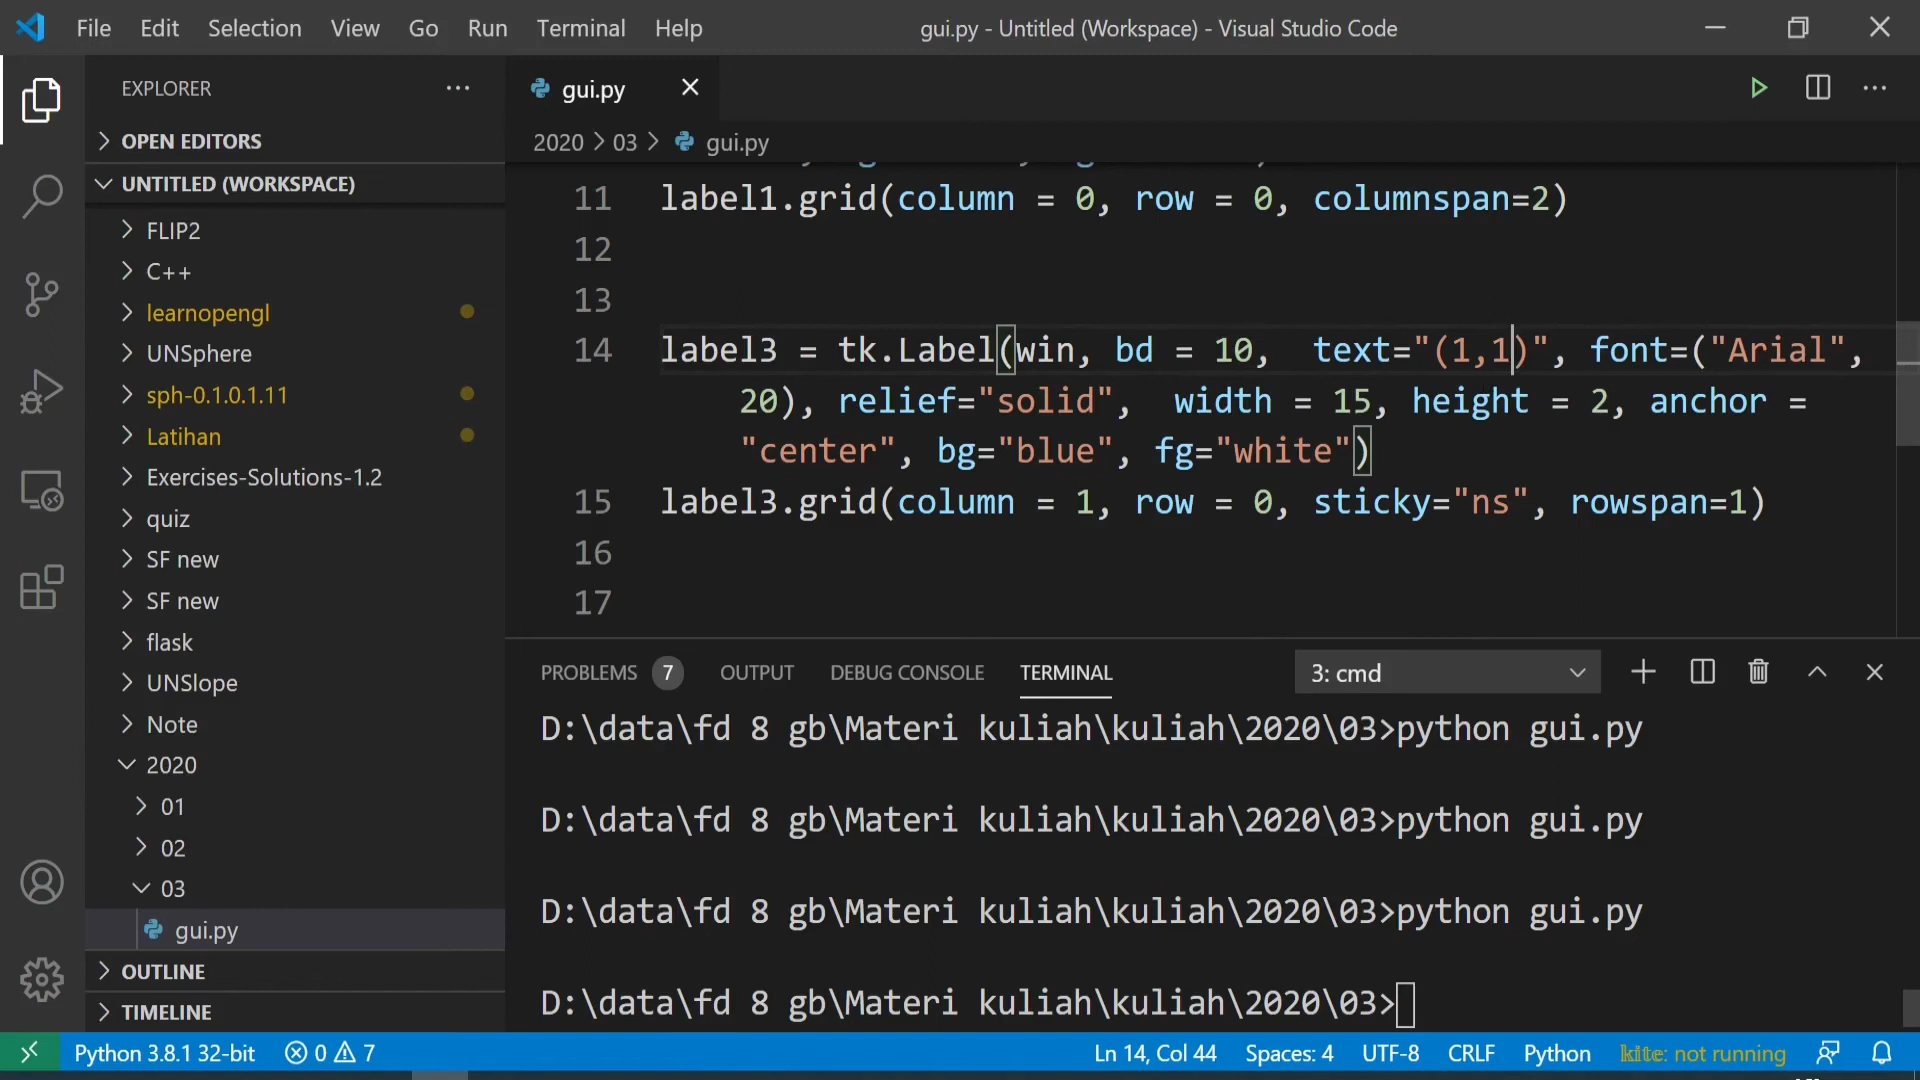 File Edit Selection View Go Run Terminal Help
gui.py - Untitled (Workspace) - Visual Studio Code
EXPLORER
OPEN EDITORS
UNTITLED (WORKSPACE)
FLIP2
C++
learnopengl
UNSphere
sph-0.1.0.1.11
Latihan
Exercises-Solutions-1.2
quiz
SF new
SF new
flask
UNSlope
Note
2020
01
02
03
gui.py
OUTLINE
TIMELINE
gui.py
2020 > 03 > gui.py
11 label1.grid(column = 0, row = 0, columnspan=2)
12
13
14 label3 = tk.Label(win, bd = 10,  text="(1,1)", font=("Arial",
20), relief="solid",  width = 15, height = 2, anchor =
"center", bg="blue", fg="white")
15 label3.grid(column = 1, row = 0, sticky="ns", rowspan=1)
16
17
PROBLEMS 7 OUTPUT DEBUG CONSOLE TERMINAL 3: cmd
D:\data\fd 8 gb\Materi kuliah\kuliah\2020\03>python gui.py
D:\data\fd 8 gb\Materi kuliah\kuliah\2020\03>python gui.py
D:\data\fd 8 gb\Materi kuliah\kuliah\2020\03>python gui.py
D:\data\fd 8 gb\Materi kuliah\kuliah\2020\03>
Python 3.8.1 32-bit 0 7 Ln 14, Col 44 Spaces: 4 UTF-8 CRLF Python kite: not running